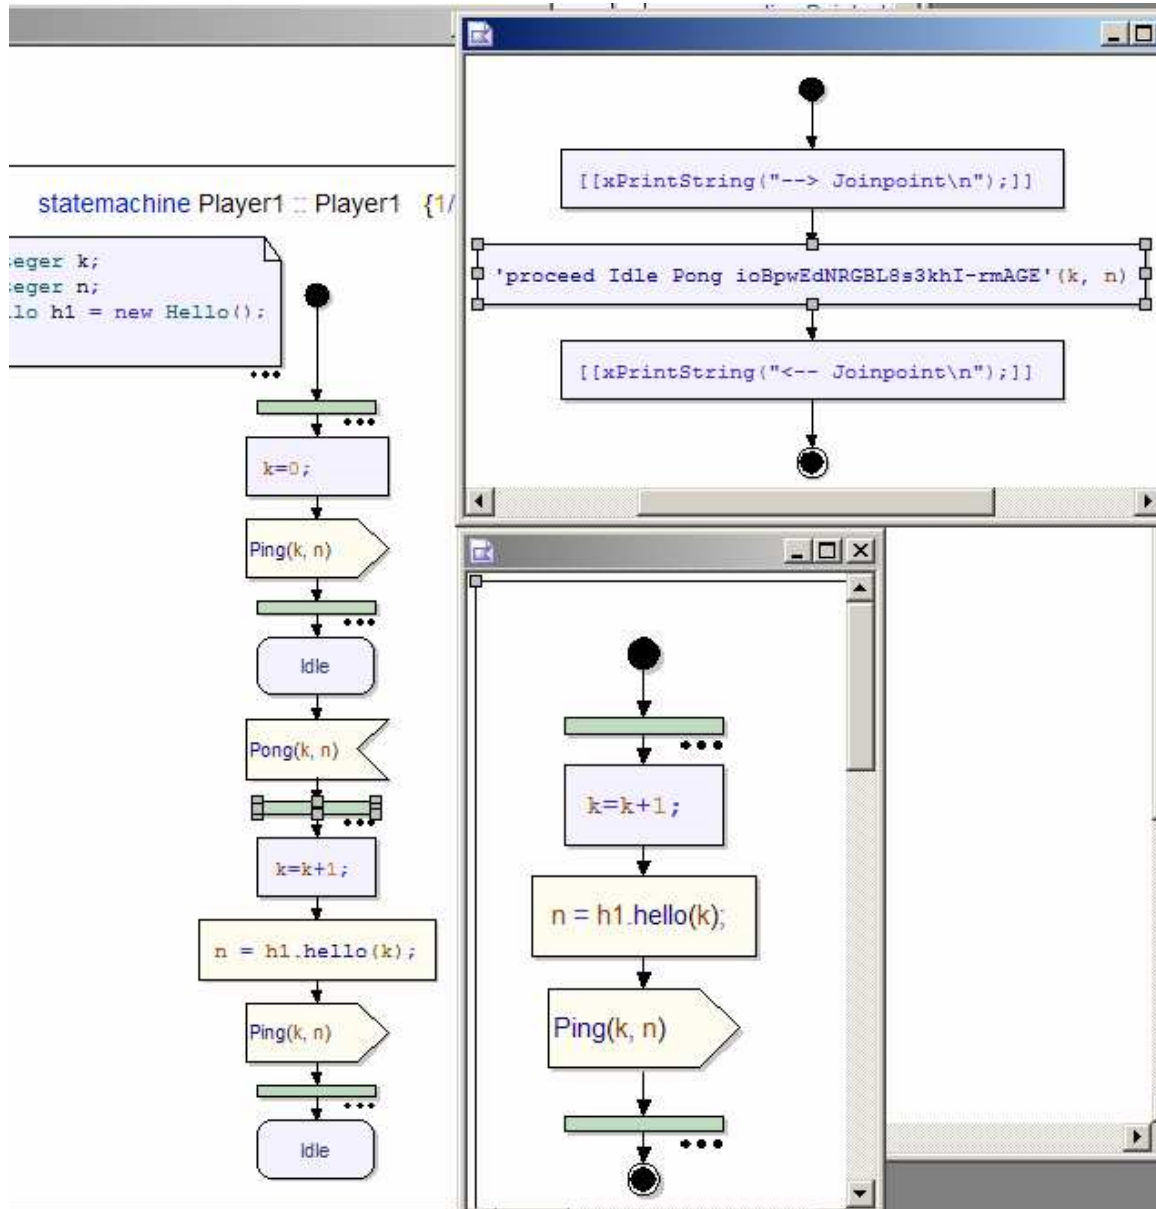 statemachine Player1 :: Player1 {1/
eger k;
eger n;
lo h1 = new Hello();
k=0;
Ping(k, n)
Idle
Pong(k, n)
k=k+1;
n = h1.hello(k);
Ping(k, n)
Idle
[[xPrintString("--> Joinpoint\n");]]
'proceed Idle Pong ioBpwEdNRGBL8s3khI-rmAGE'(k, n)
[[xPrintString("<-- Joinpoint\n");]]
k=k+1;
n = h1.hello(k);
Ping(k, n)